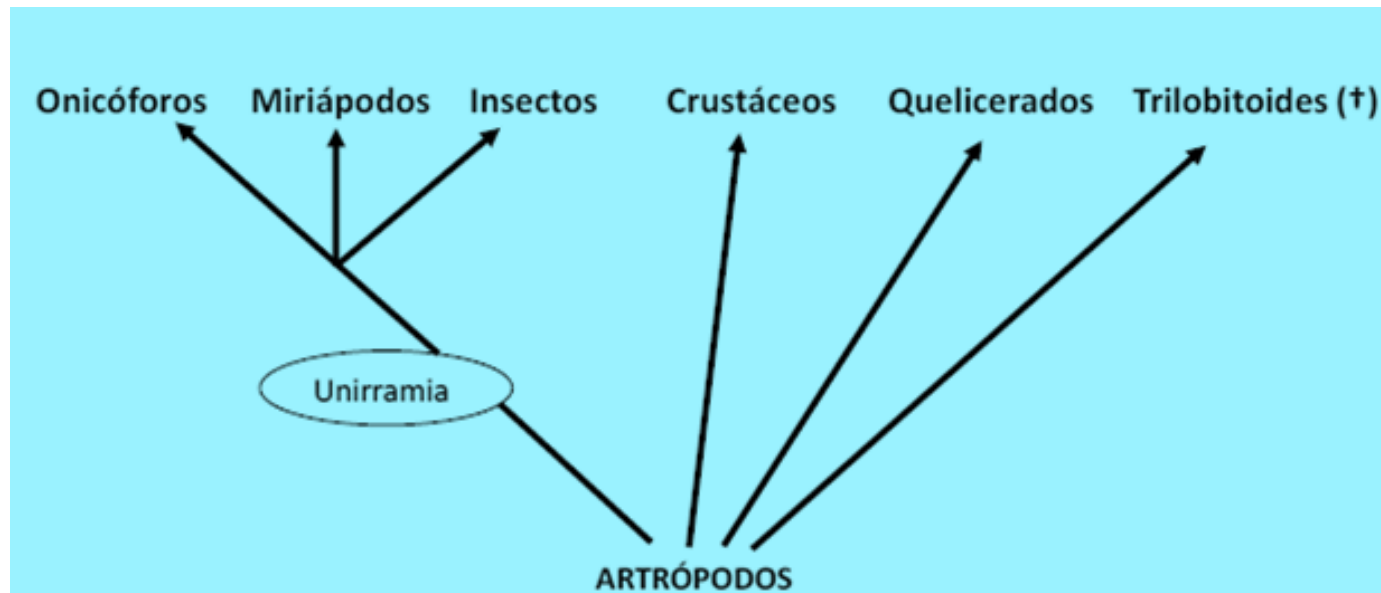 Onicóforos Miriápodos Insectos Crustáceos Quelicerados Trilobitoides (†)
Unirramia
ARTRÓPODOS